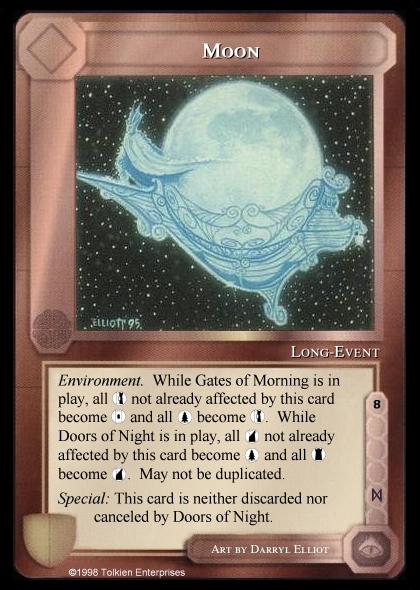 MOON
ELLIOTT '95
LONG-EVENT
Environment. While Gates of Morning is in
play, all not already affected by this card
become and all become . While
Doors of Night is in play, all not already
affected by this card become and all
become . May not be duplicated.
8
Special: This card is neither discarded nor
canceled by Doors of Night.
ART BY DARRYL ELLIOT
©1998 Tolkien Enterprises